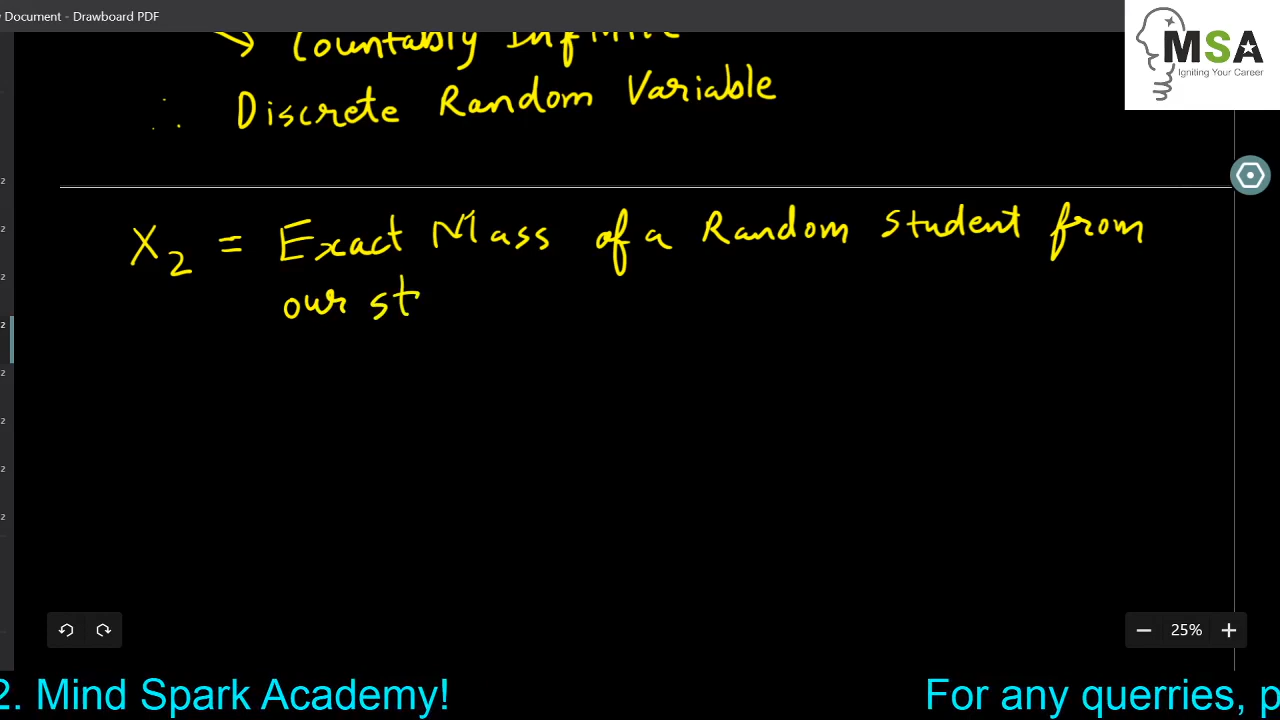 Document - Drawboard PDF
MSA
Igniting Your Career
↳ Countably Infinite
∴ Discrete Random Variable
X₂ = Exact Mass of a Random Student from
our st
25%
2. Mind Spark Academy!
For any querries, p